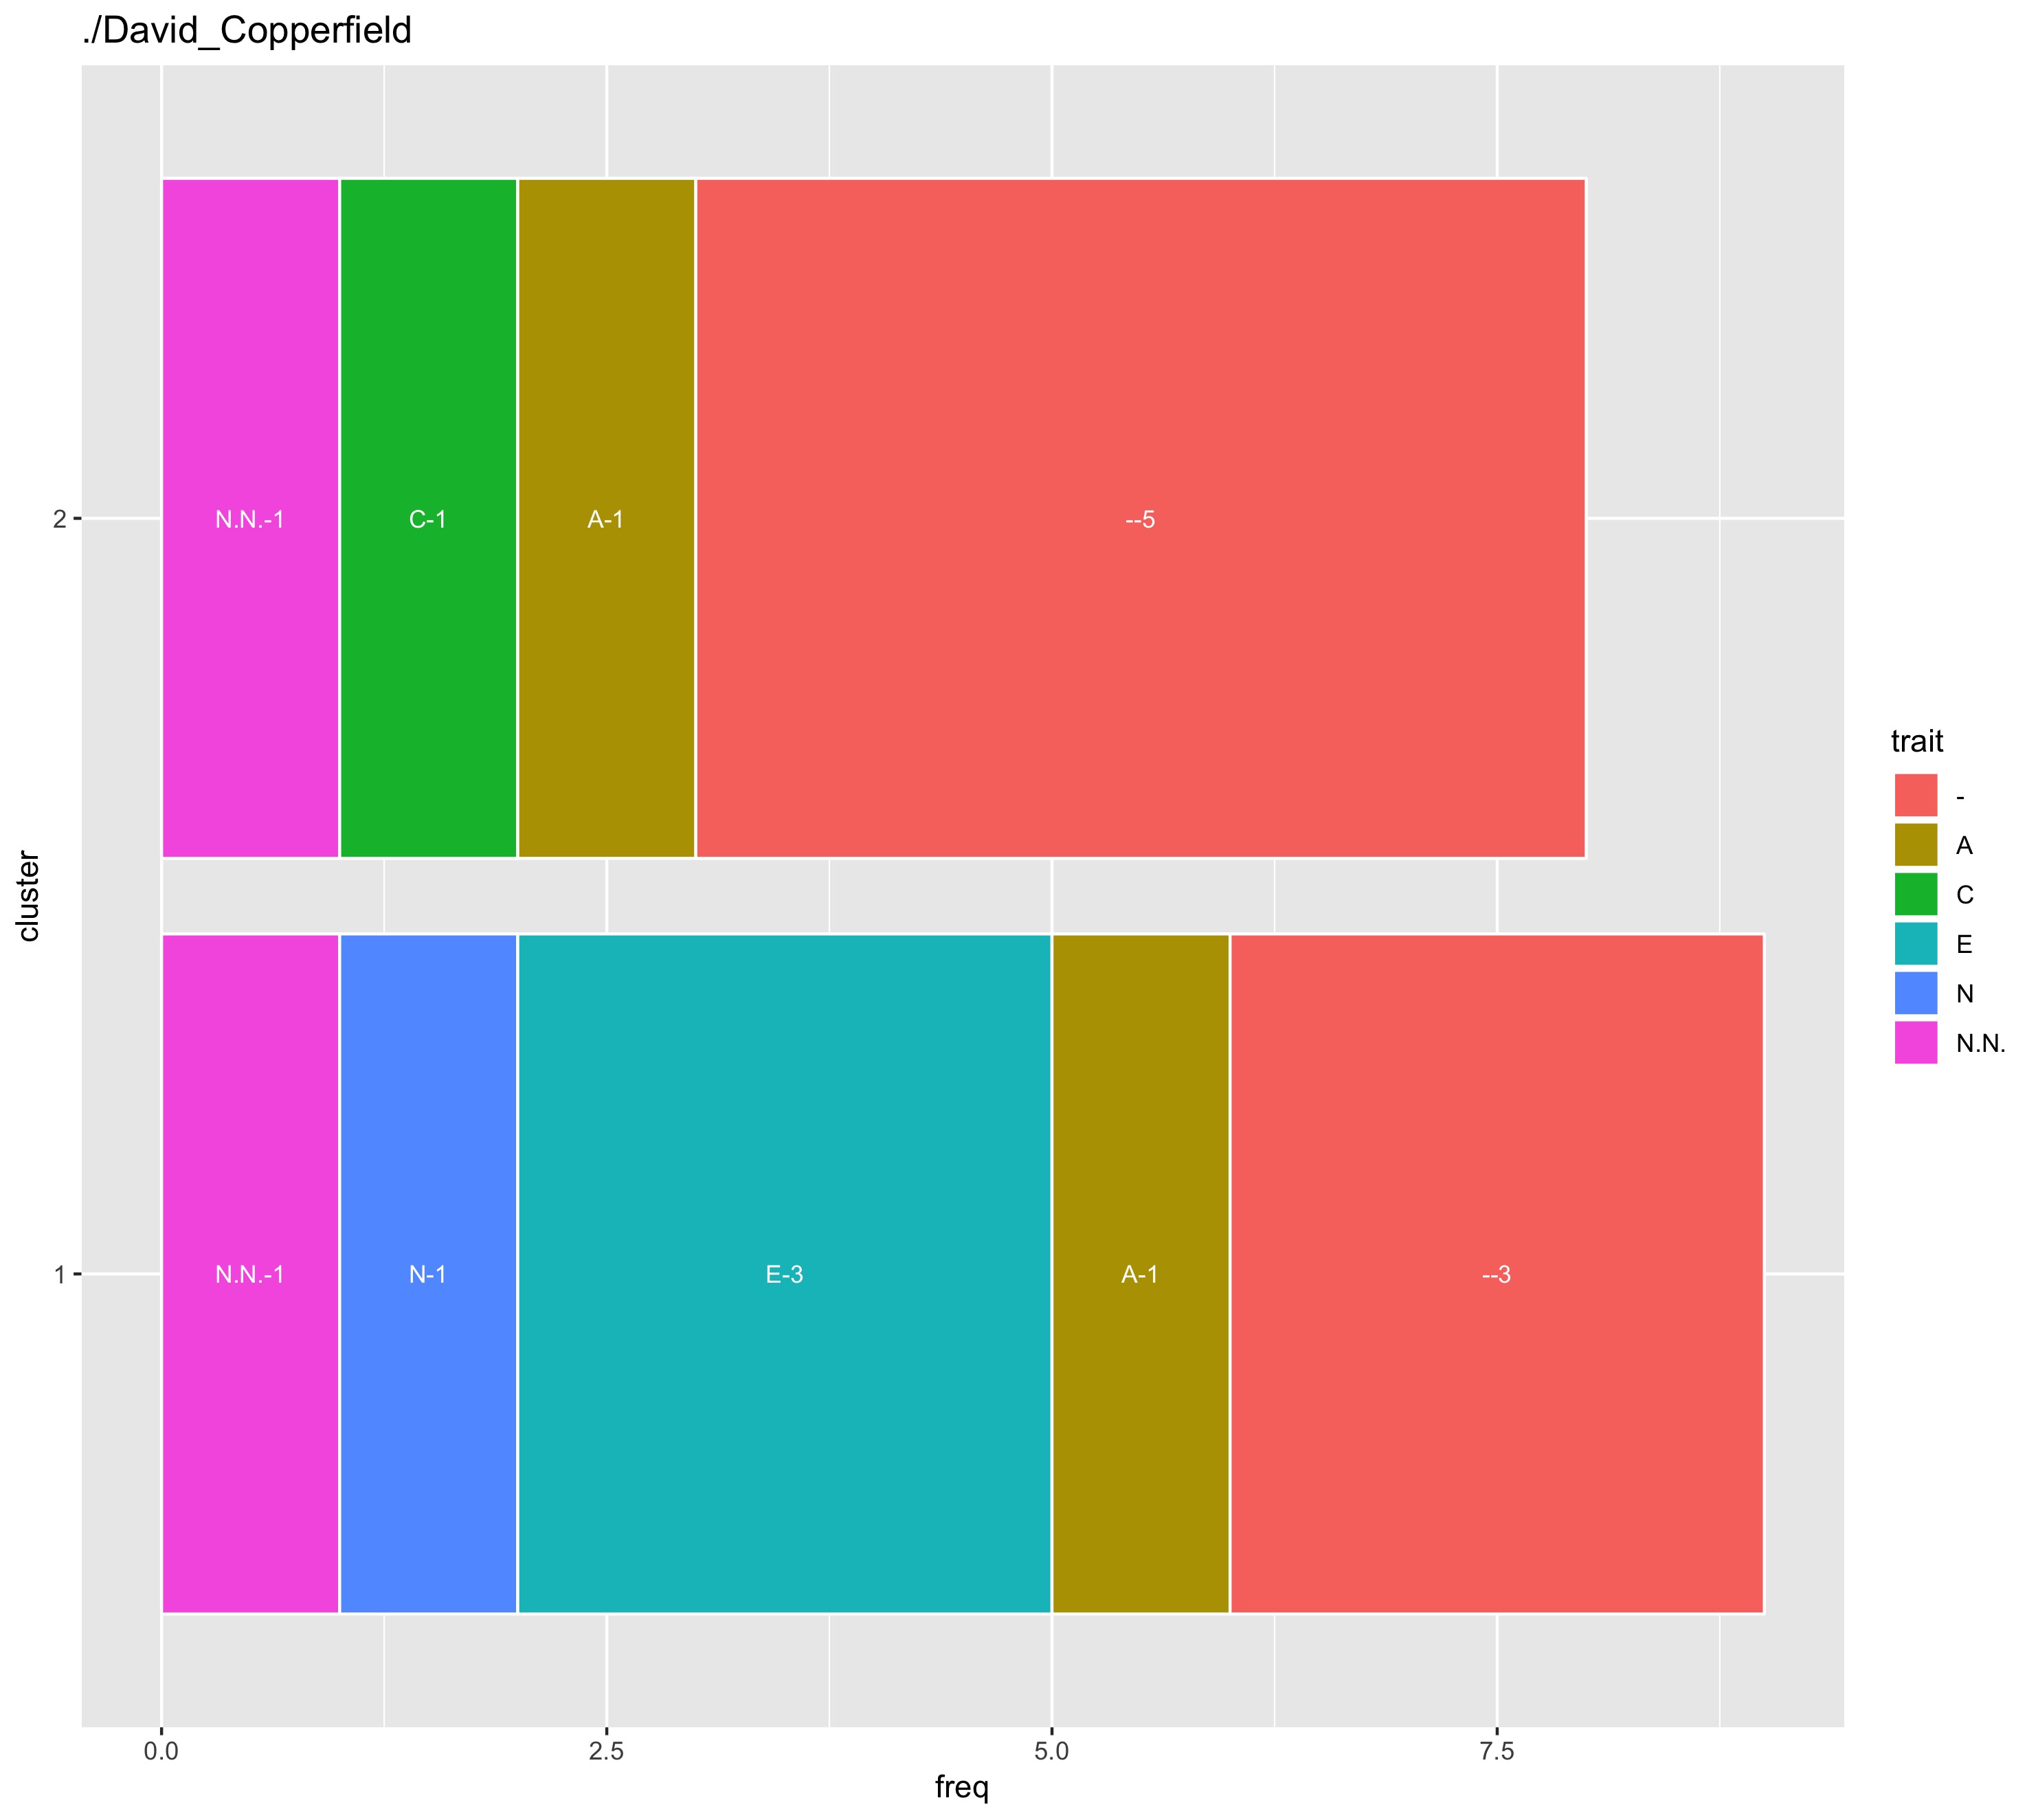 ./David_Copperfield
2
N.N.-1
C-1
A-1
--5
cluster
1
N.N.-1
N-1
E-3
A-1
--3
0.0
2.5
5.0
7.5
freq
trait
-
A
C
E
N
N.N.